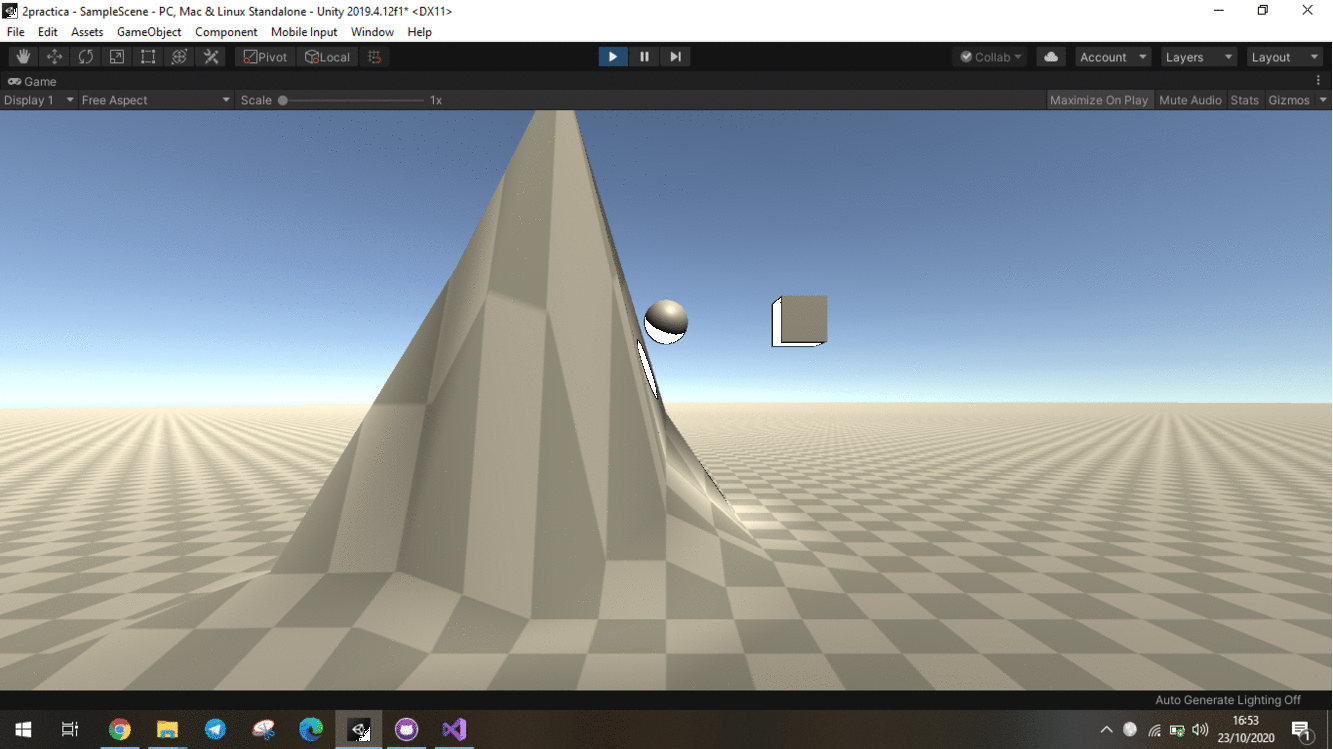 2practica - SampleScene - PC, Mac & Linux Standalone - Unity 2019.4.12f1* <DX11>
File Edit Assets GameObject Component Mobile Input Window Help
Pivot Local Collab Account Layers Layout
Game
Display 1 Free Aspect Scale 1x Maximize On Play Mute Audio Stats Gizmos
Auto Generate Lighting Off
16:53
23/10/2020
1